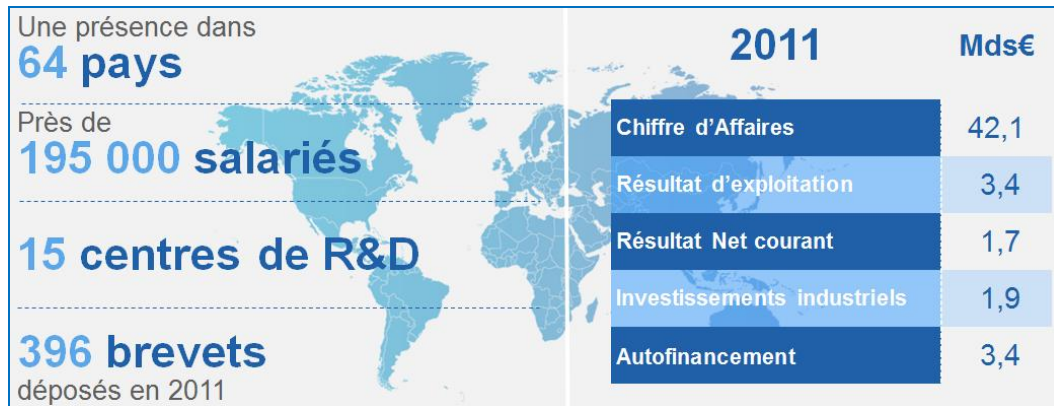 Une présence dans
64 pays
Près de
195 000 salariés
15 centres de R&D
396 brevets
déposés en 2011
2011 Mds€
Chiffre d'Affaires 42,1
Résultat d'exploitation 3,4
Résultat Net courant 1,7
Investissements industriels 1,9
Autofinancement 3,4